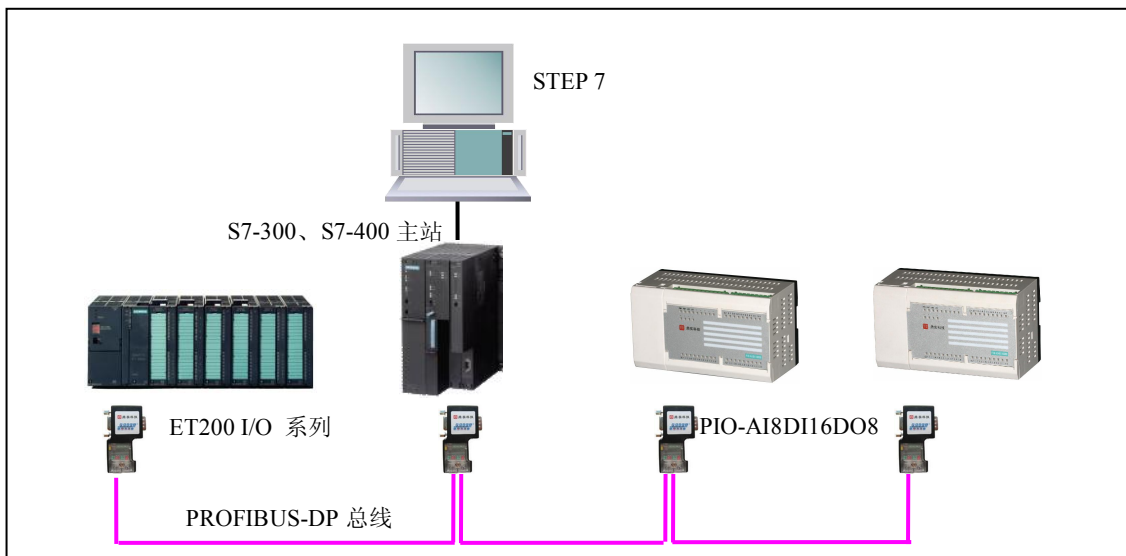 STEP 7
S7-300、S7-400 主站
ET200 I/O 系列
PIO-AI8DI16DO8
PROFIBUS-DP 总线